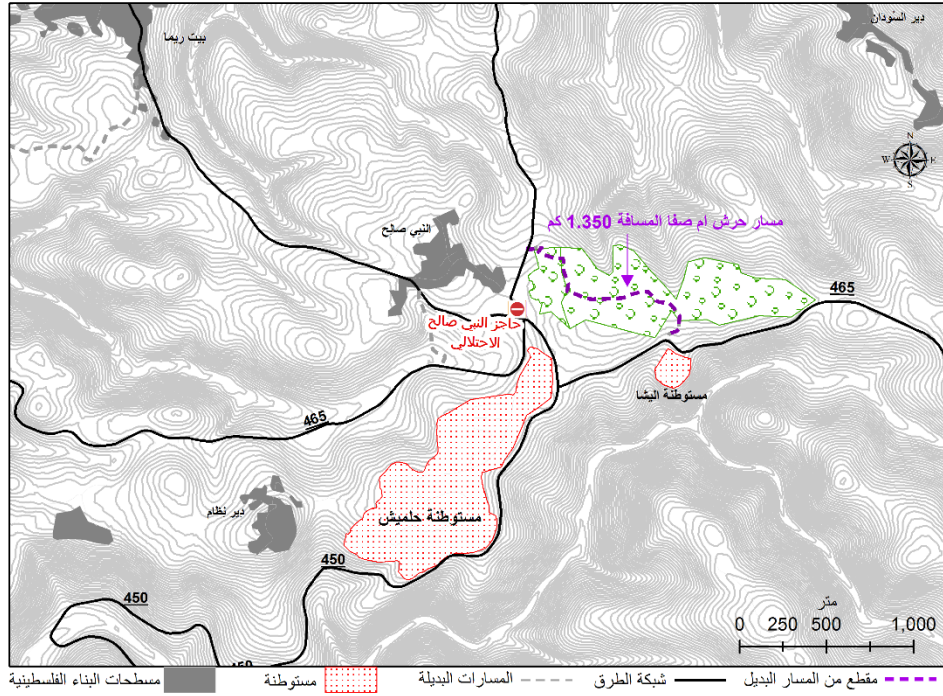 بيت ريما
دير السودان
N
W E
S
مسار حرش ام صفا المسافة 1.350 كم
النبي صالح
465
حاجز النبي صالح
الاحتلالي
مستوطنة اليشا
465
دير نظام
مستوطنة حلميش
450
450
450
متر
0 250 500 1,000
مقطع من المسار البديل
شبكة الطرق
المسارات البديلة
مستوطنة
مسطحات البناء الفلسطينية